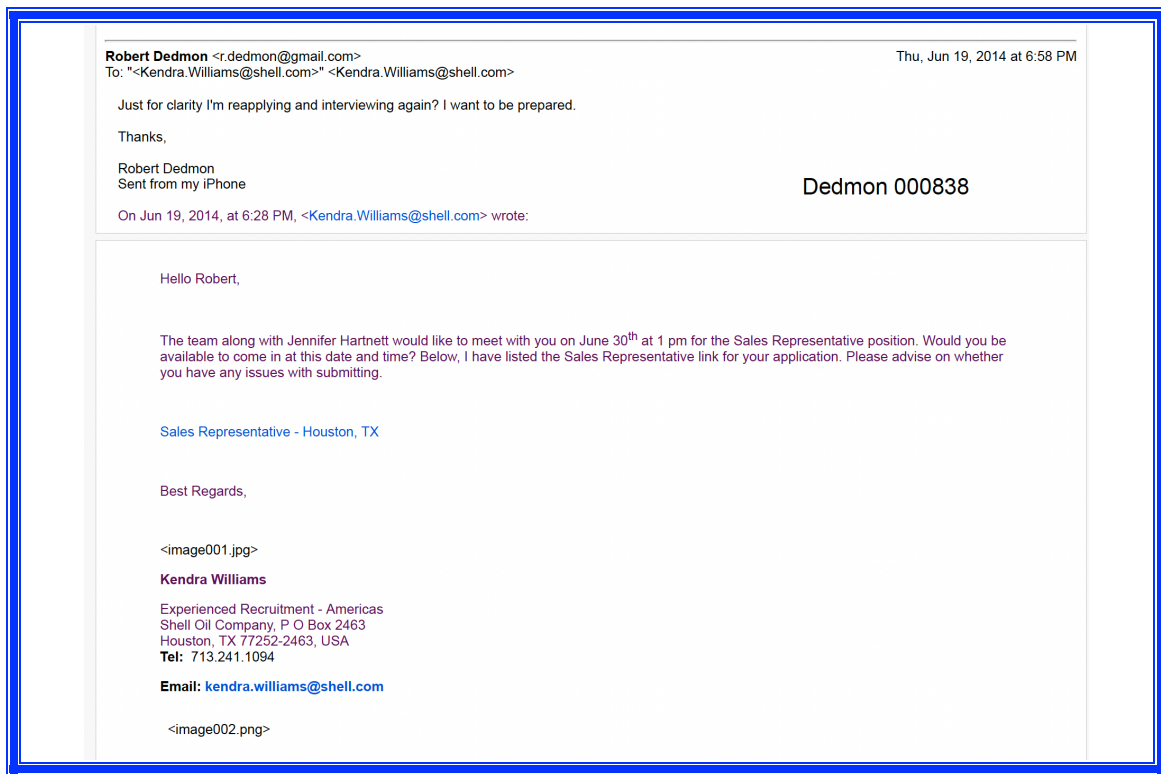 Robert Dedmon <r.dedmon@gmail.com> Thu, Jun 19, 2014 at 6:58 PM
To: "<Kendra.Williams@shell.com>" <Kendra.Williams@shell.com>
Just for clarity I'm reapplying and interviewing again? I want to be prepared.
Thanks,
Robert Dedmon
Sent from my iPhone
Dedmon 000838
On Jun 19, 2014, at 6:28 PM, <Kendra.Williams@shell.com> wrote:
Hello Robert,
The team along with Jennifer Hartnett would like to meet with you on June 30th at 1 pm for the Sales Representative position. Would you be
available to come in at this date and time? Below, I have listed the Sales Representative link for your application. Please advise on whether
you have any issues with submitting.
Sales Representative - Houston, TX
Best Regards,
<image001.jpg>
Kendra Williams
Experienced Recruitment - Americas
Shell Oil Company, P O Box 2463
Houston, TX 77252-2463, USA
Tel: 713.241.1094
Email: kendra.williams@shell.com
<image002.png>